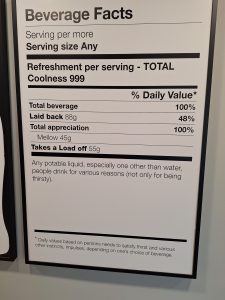 Beverage Facts
Serving per more
Serving size Any
Refreshment per serving - TOTAL
Coolness 999
% Daily Value*
Total beverage 100%
Laid back 88g 48%
Total appreciation 100%
Mellow 45g
Takes a Load off 55g
Any potable liquid, especially one other than water,
people drink for various reasons (not only for being
thirsty).
* Daily values based on persons needs to satisfy thirst and various
other instincts, impulses, depending on users choice of beverage.